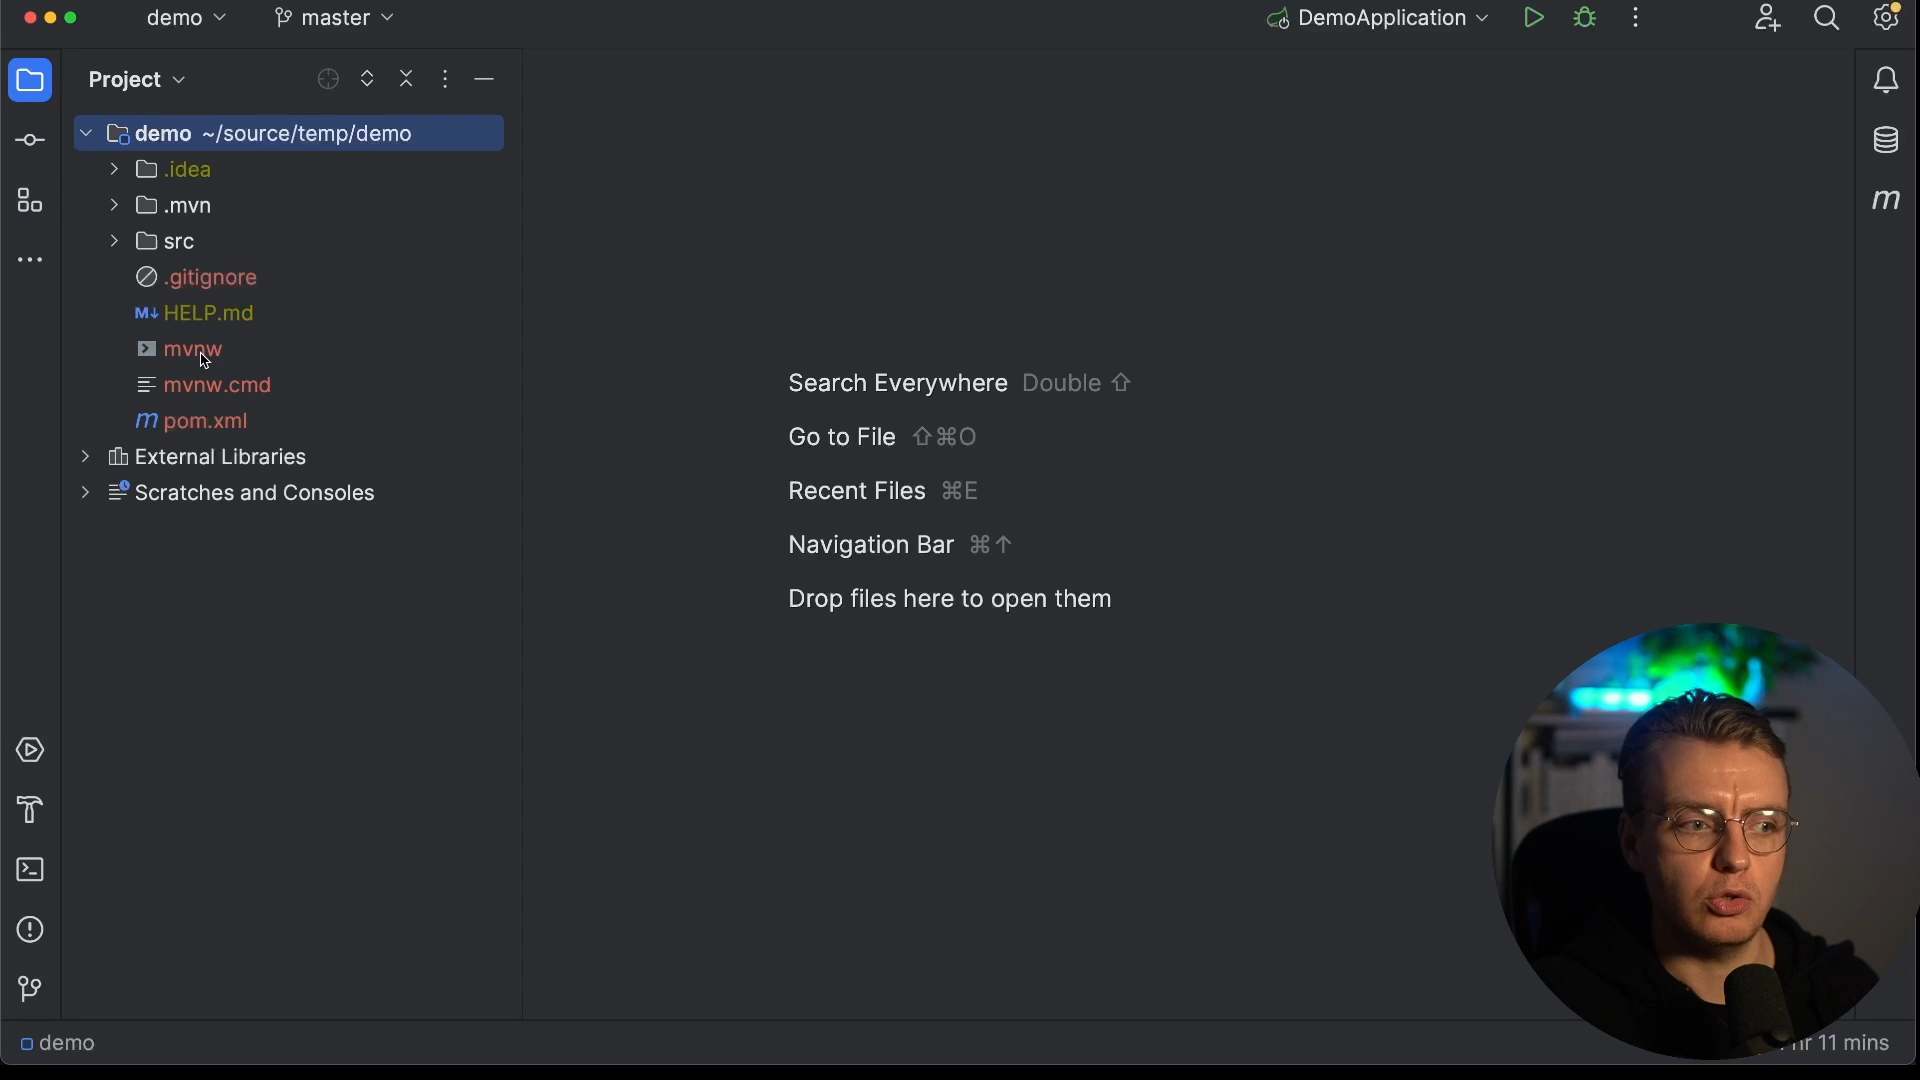 demo
master
DemoApplication
Project
demo ~/source/temp/demo
.idea
.mvn
src
.gitignore
M↓ HELP.md
mvnw
mvnw.cmd
m pom.xml
External Libraries
Scratches and Consoles
m
Search Everywhere Double ⇧
Go to File ⇧⌘O
Recent Files ⌘E
Navigation Bar ⌘↑
Drop files here to open them
demo
hr 11 mins